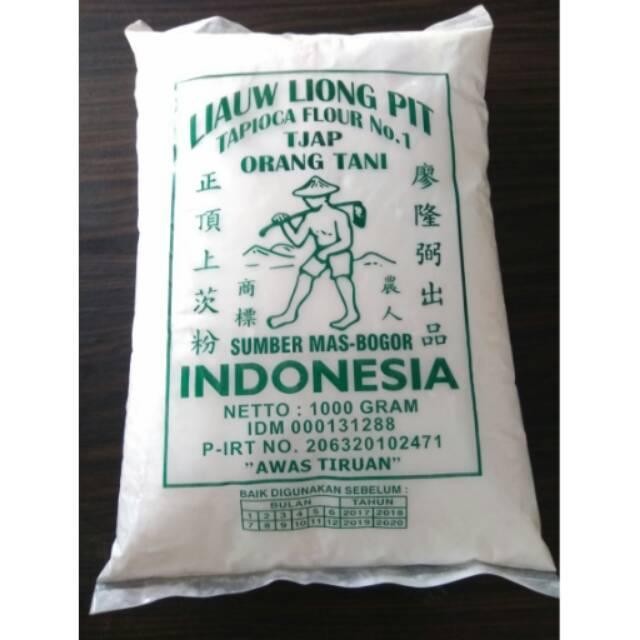 LIAUW LIONG PIT
TAPIOCA FLOUR No.1
TJAP
ORANG TANI
正頂上茨粉
廖隆弼出品
商標
農人
SUMBER MAS-BOGOR
INDONESIA
NETTO : 1000 GRAM
IDM 000131288
P-IRT NO. 206320102471
"AWAS TIRUAN"
BAIK DIGUNAKAN SEBELUM :
BULAN TAHUN
1 2 3 4 5 6 2017 2018
7 8 9 10 11 12 2019 2020